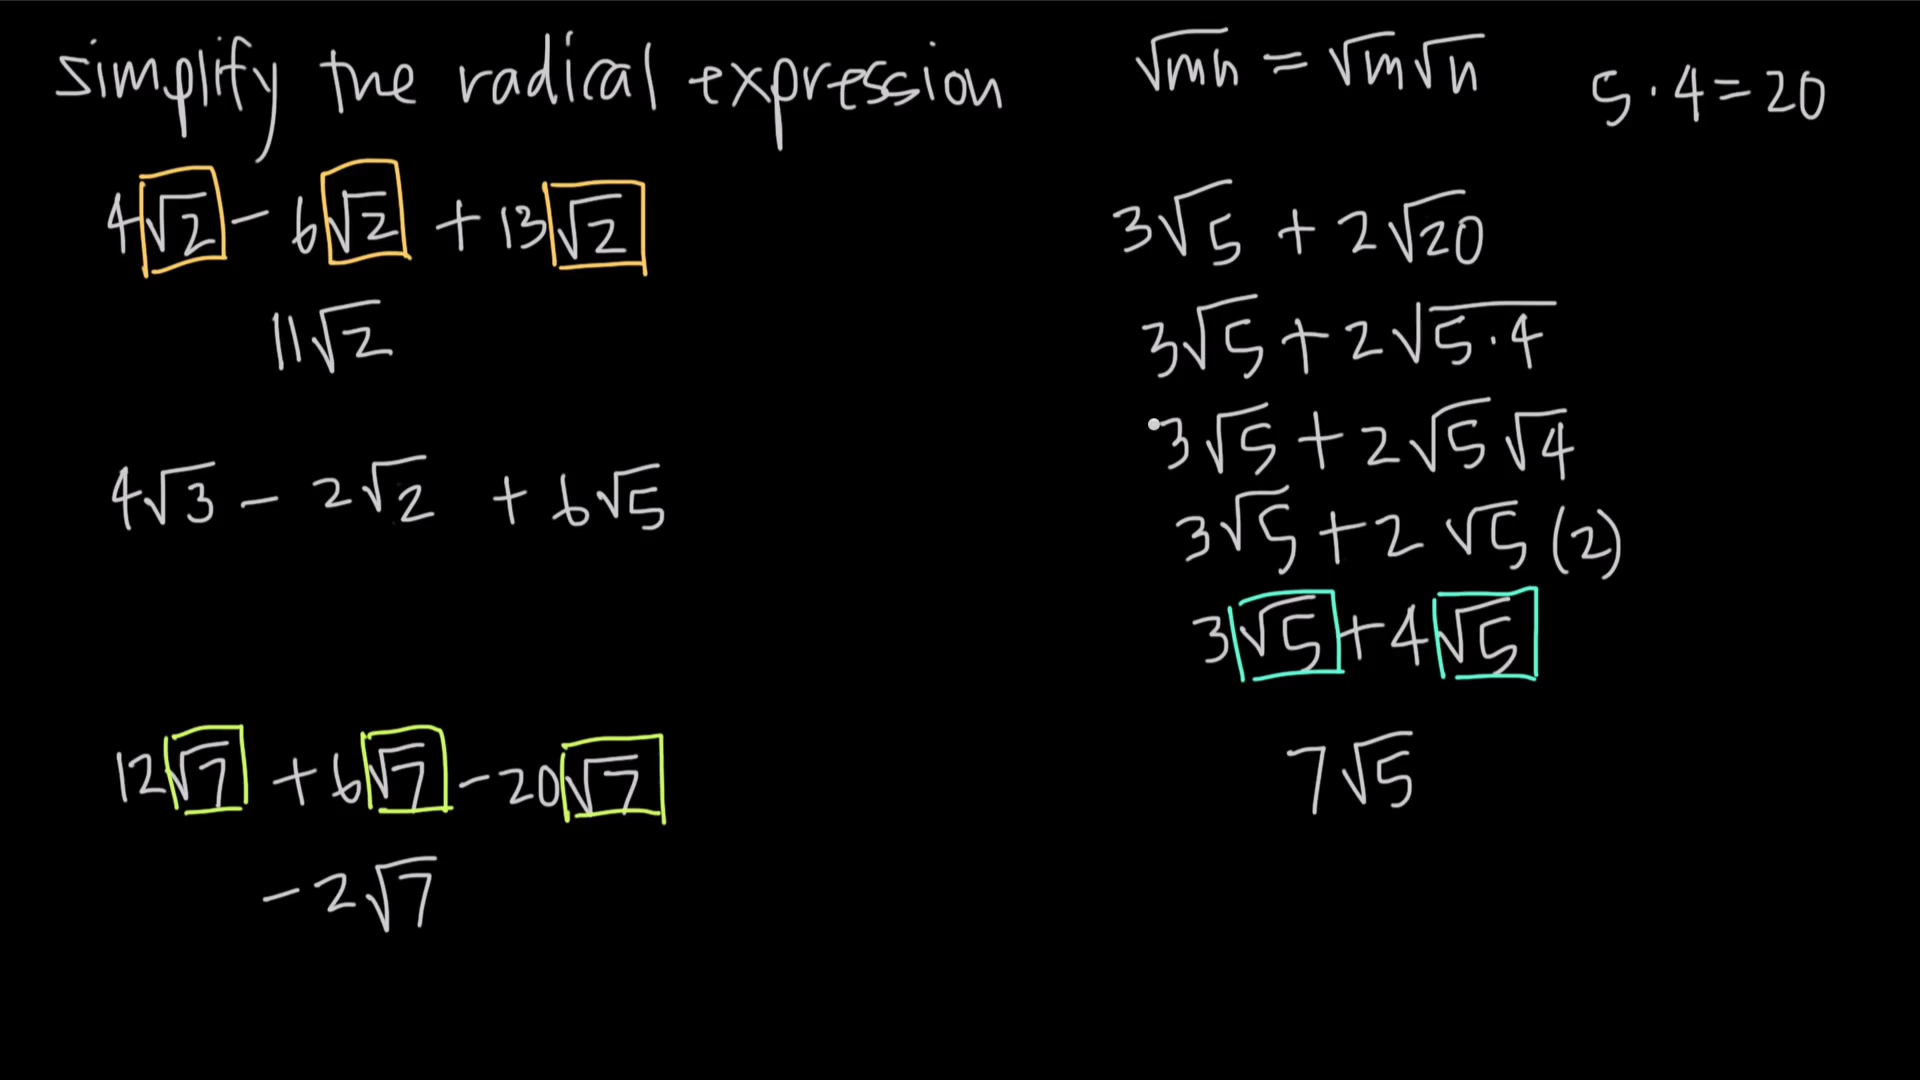 simplify the radical expression
4√2 − 6√2 + 13√2
11√2
4√3 − 2√2 + 6√5
12√7 + 6√7 − 20√7
−2√7
√mn = √m√n
5·4=20
3√5 + 2√20
3√5 + 2√5·4
3√5 + 2√5 √4
3√5 + 2 √5 (2)
3√5 + 4√5
7√5